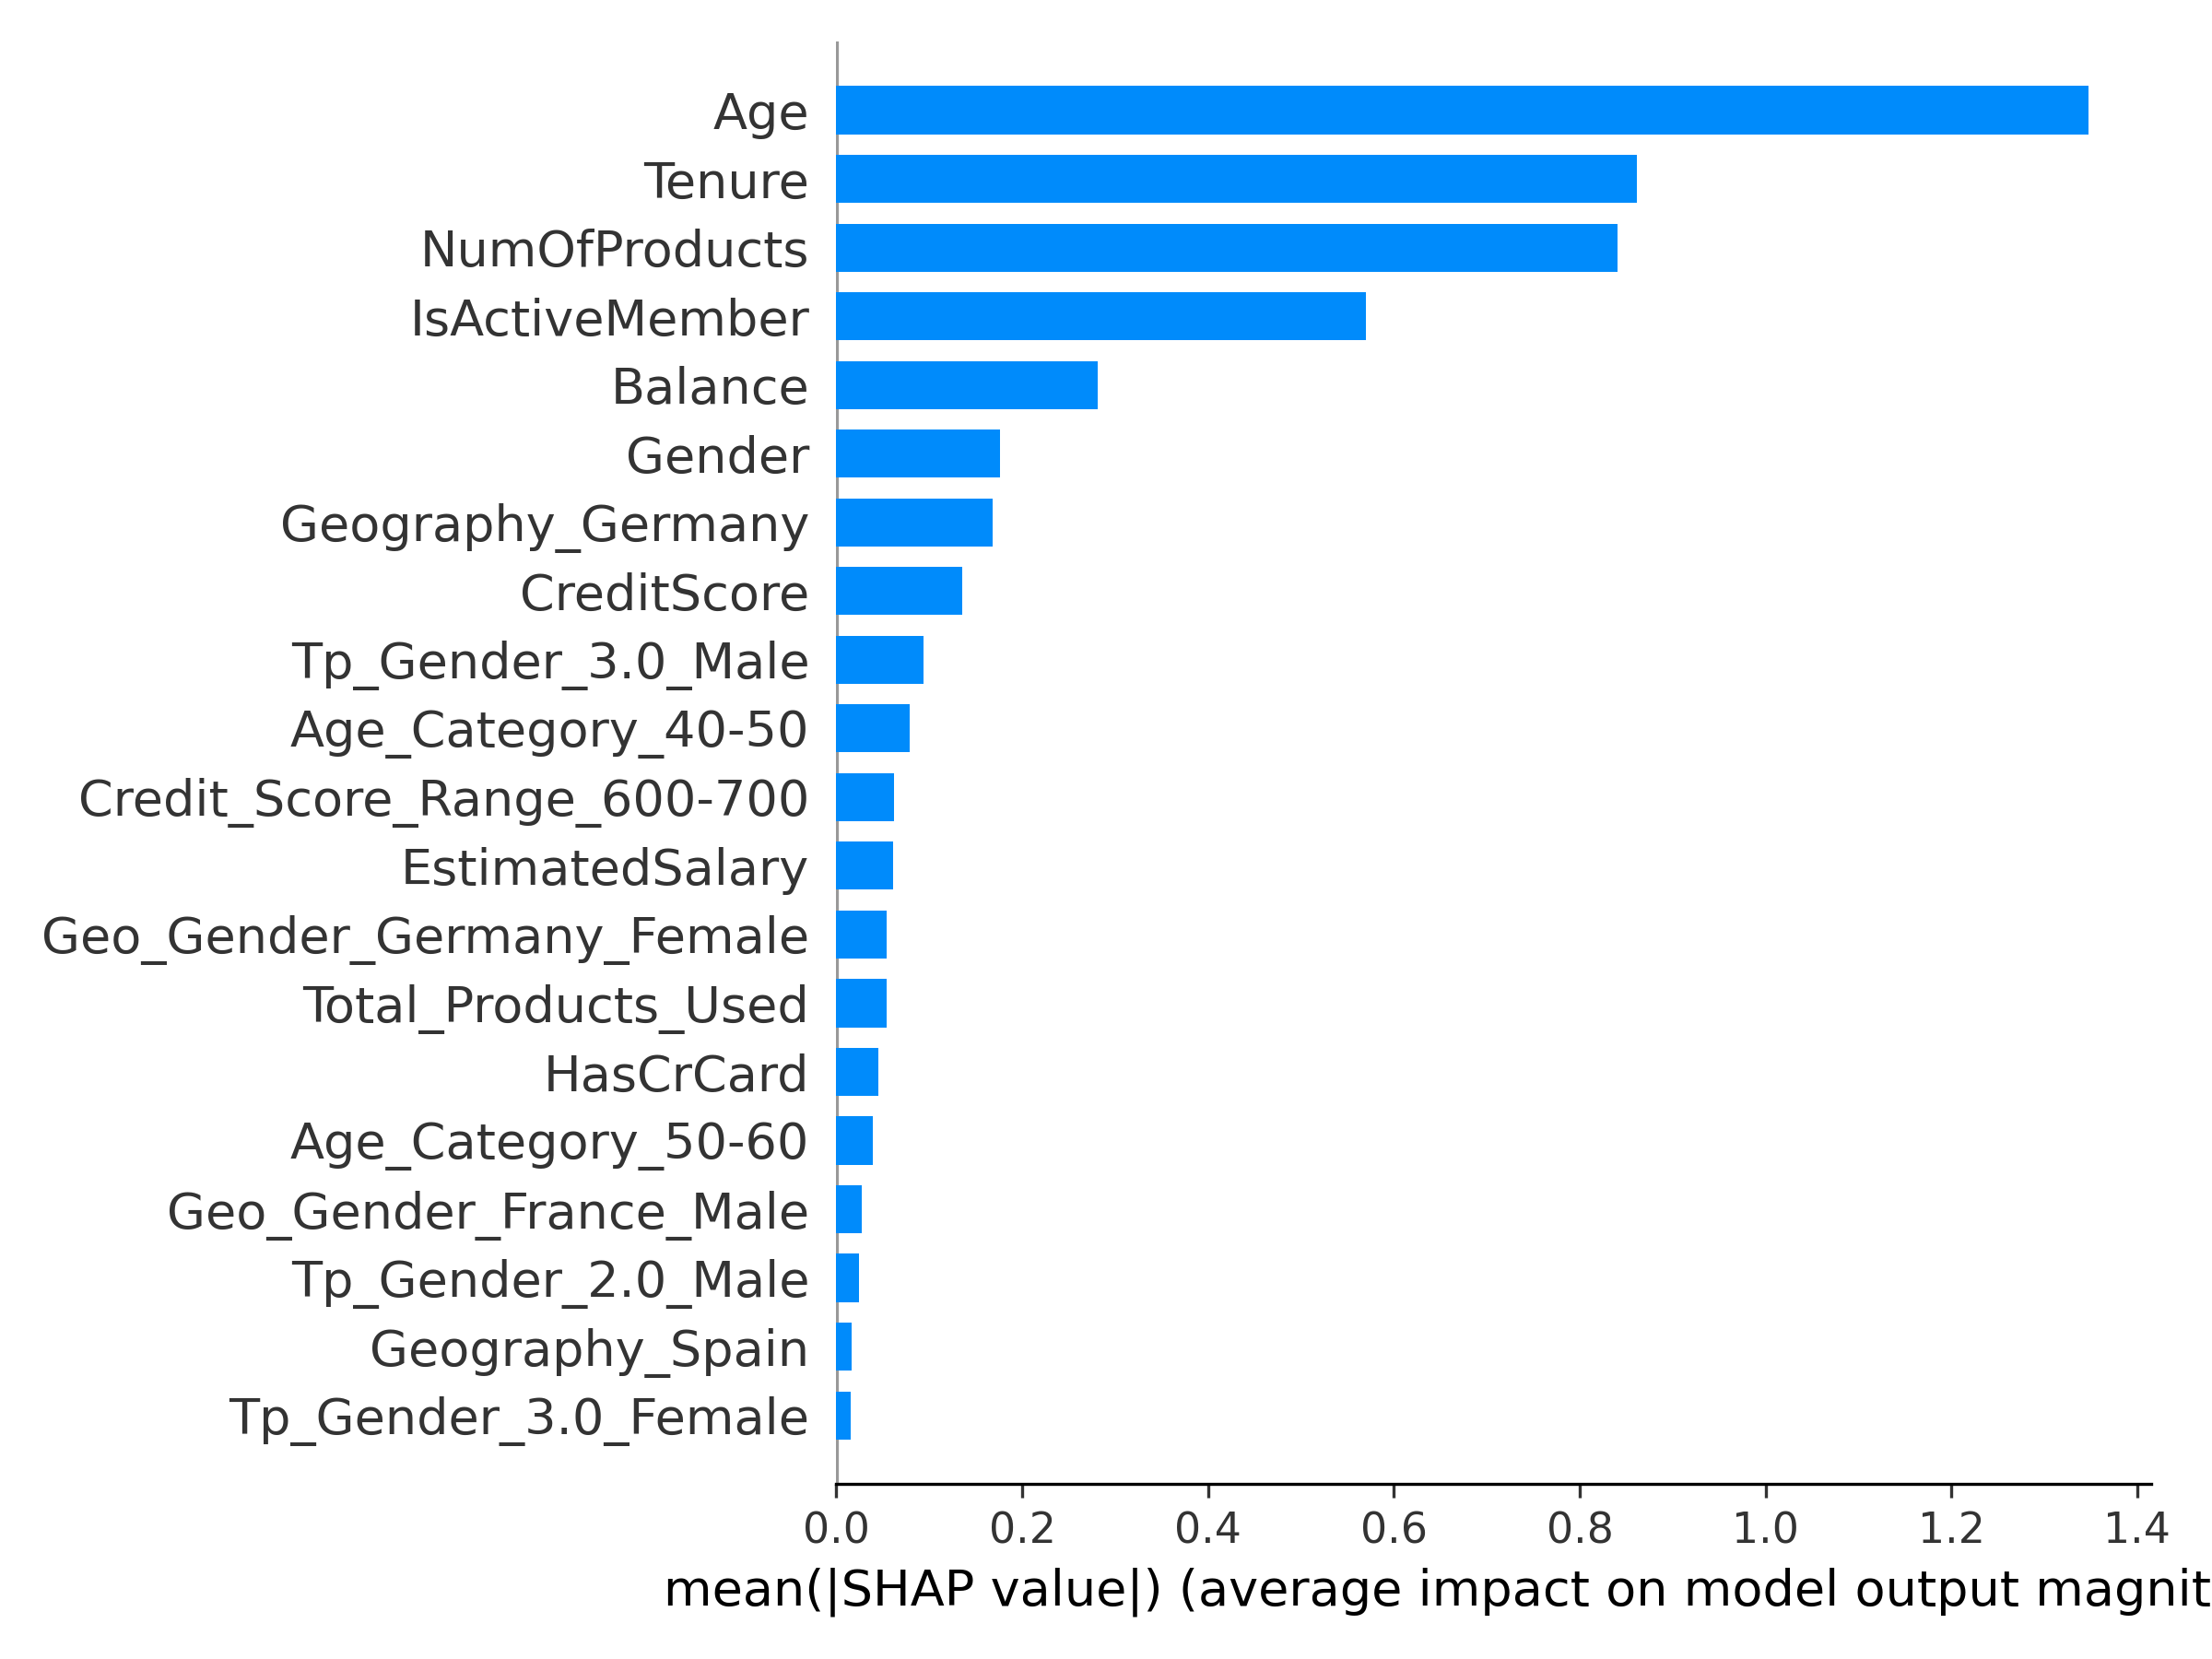 Age
Tenure
NumOfProducts
IsActiveMember
Balance
Gender
Geography_Germany
CreditScore
Tp_Gender_3.0_Male
Age_Category_40-50
Credit_Score_Range_600-700
EstimatedSalary
Geo_Gender_Germany_Female
Total_Products_Used
HasCrCard
Age_Category_50-60
Geo_Gender_France_Male
Tp_Gender_2.0_Male
Geography_Spain
Tp_Gender_3.0_Female
0.0 0.2 0.4 0.6 0.8 1.0 1.2 1.4
mean(|SHAP value|) (average impact on model output magnit